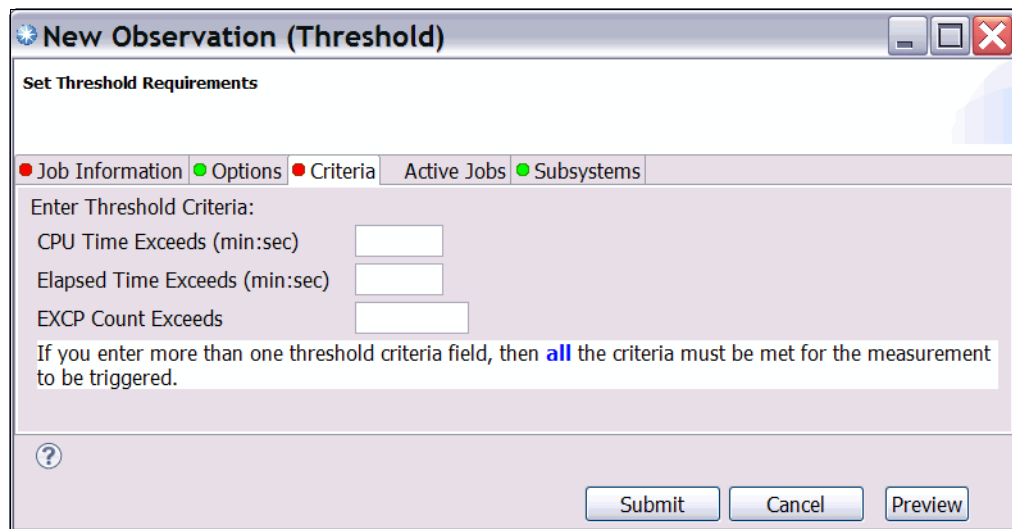 New Observation (Threshold)
Set Threshold Requirements
Job Information Options Criteria Active Jobs Subsystems
Enter Threshold Criteria:
CPU Time Exceeds (min:sec)
Elapsed Time Exceeds (min:sec)
EXCP Count Exceeds
If you enter more than one threshold criteria field, then all the criteria must be met for the measurement
to be triggered.
?
Submit Cancel Preview